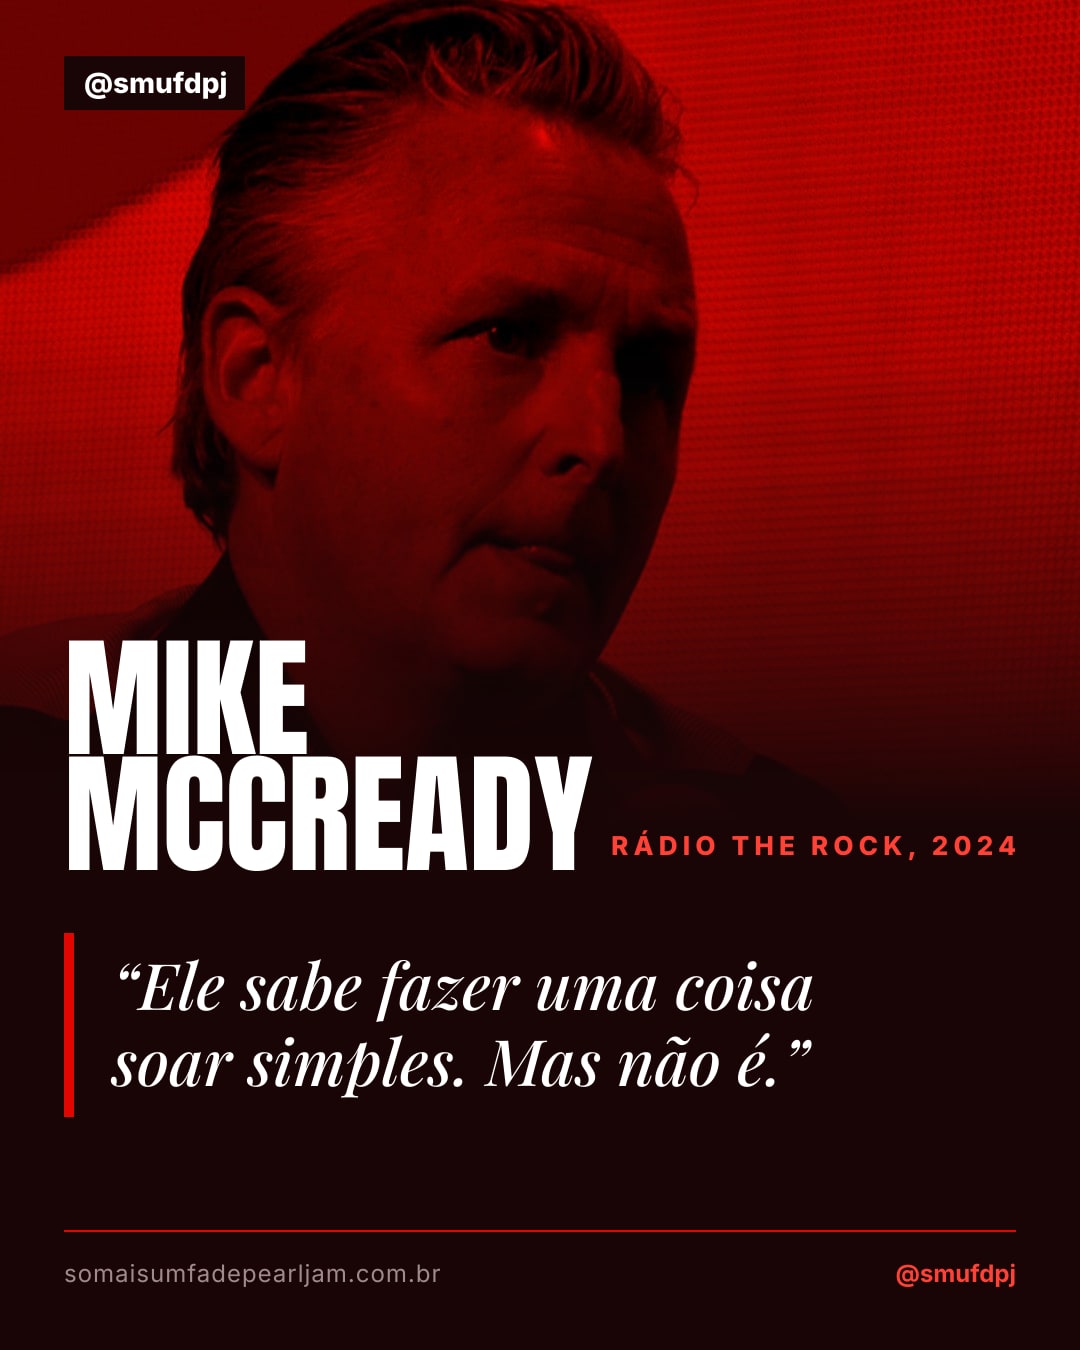 @smufdpj
MIKE
MCCREADY
RÁDIO THE ROCK, 2024
“Ele sabe fazer uma coisa
soar simples. Mas não é.”
somaisumfadepearljam.com.br
@smufdpj